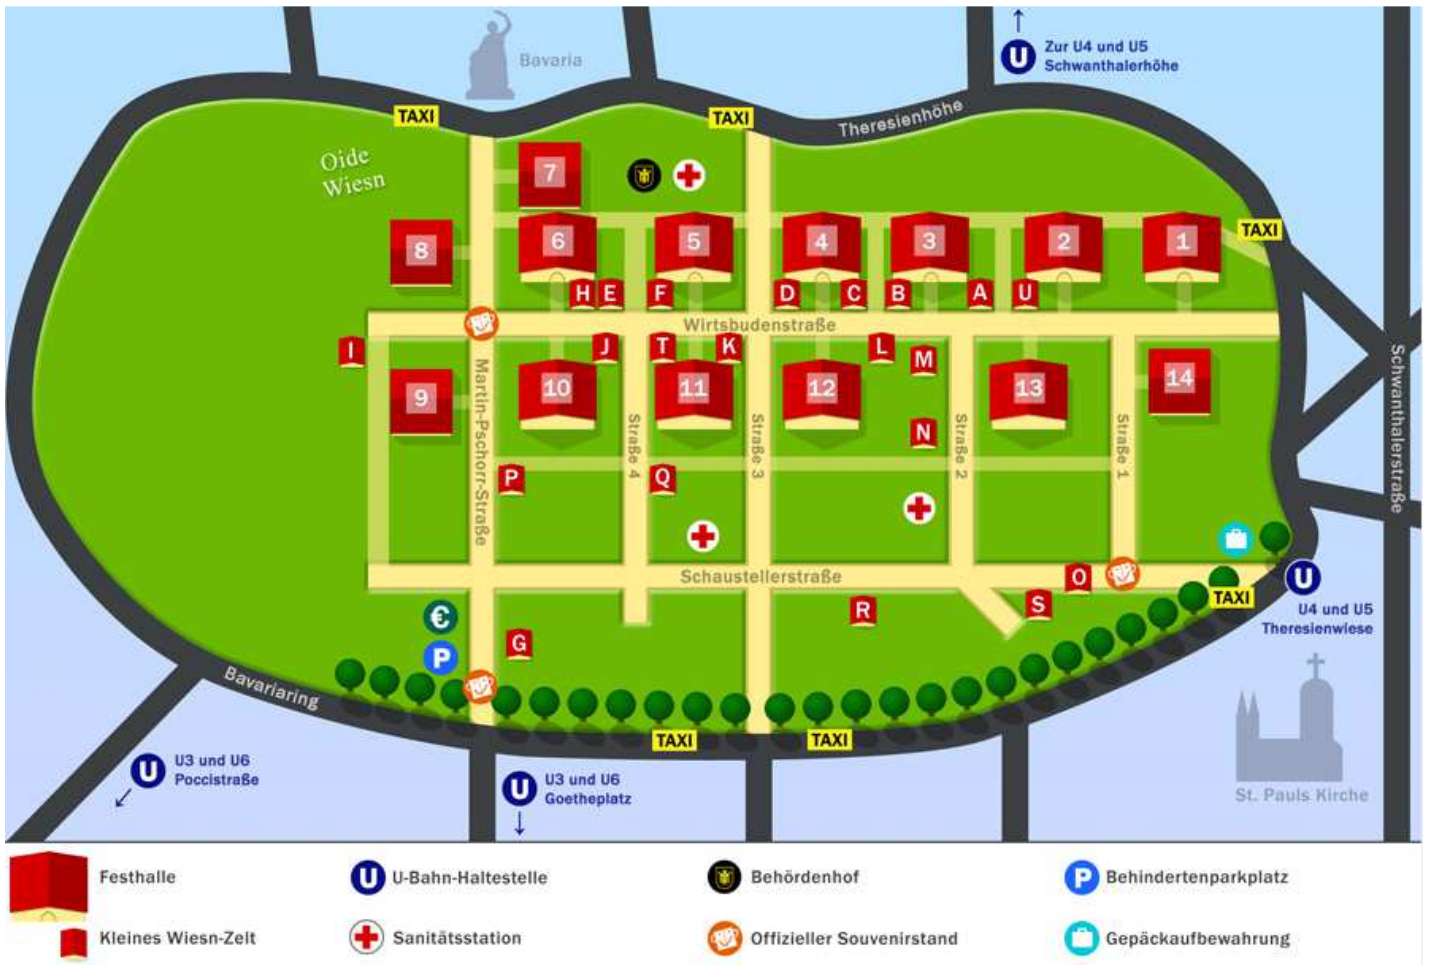 Bavaria
Zur U4 und U5
Schwanthalerhöhe
U
TAXI
TAXI
Theresienhöhe
Oide
Wiesn
7
TAXI
8
6
5
4
3
2
1
H
E
F
D
C
B
A
U
Wirtsbudenstraße
I
J
T
K
L
M
9
10
11
12
13
14
Martin-Pschorr-Straße
Straße 4
Straße 3
Straße 2
Straße 1
Schwanthalerstraße
N
P
Q
Schaustellerstraße
O
S
R
G
€
P
TAXI
U
U4 und U5
Theresienwiese
Bavariaring
TAXI
TAXI
U
U3 und U6
Poccistraße
U
U3 und U6
Goetheplatz
St. Pauls Kirche
Festhalle
U
U-Bahn-Haltestelle
Behördenhof
P
Behindertenparkplatz
Kleines Wiesn-Zelt
Sanitätsstation
Offizieller Souvenirstand
Gepäckaufbewahrung